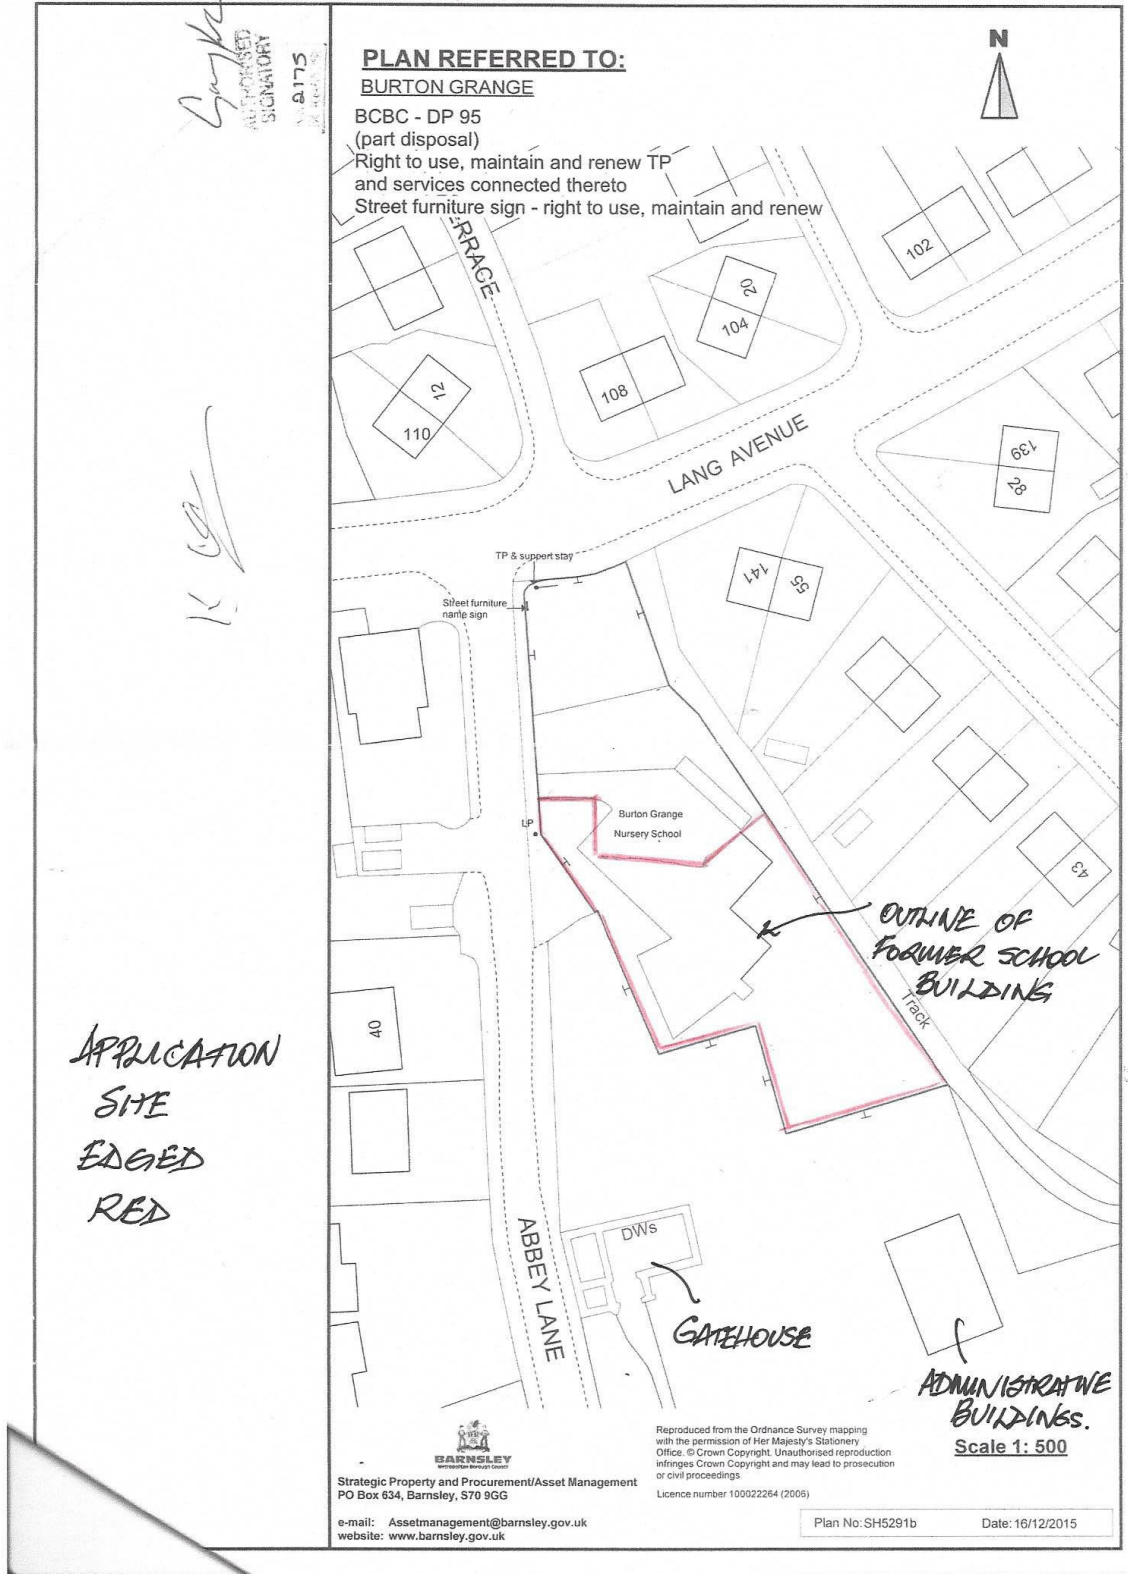 AUTHORISED
SIGNATORY
2175
PLAN REFERRED TO:
BURTON GRANGE
BCBC - DP 95
(part disposal)
Right to use, maintain and renew TP
and services connected thereto
Street furniture sign - right to use, maintain and renew
N
ERRACE
102
20
104
108
12
110
LANG AVENUE
139
28
TP & support stay
141
55
Street furniture
name sign
Burton Grange
Nursery School
LP
43
OUTLINE OF
FORMER SCHOOL
BUILDING
Track
40
APPLICATION
SITE
EDGED
RED
ABBEY LANE
DWs
GATEHOUSE
ADMINISTRATIVE
BUILDINGS.
Scale 1: 500
BARNSLEY
Metropolitan Borough Council
Strategic Property and Procurement/Asset Management
PO Box 634, Barnsley, S70 9GG
e-mail: Assetmanagement@barnsley.gov.uk
website: www.barnsley.gov.uk
Reproduced from the Ordnance Survey mapping
with the permission of Her Majesty's Stationery
Office. © Crown Copyright. Unauthorised reproduction
infringes Crown Copyright and may lead to prosecution
or civil proceedings
Licence number 100022264 (2006)
Plan No: SH5291b
Date: 16/12/2015